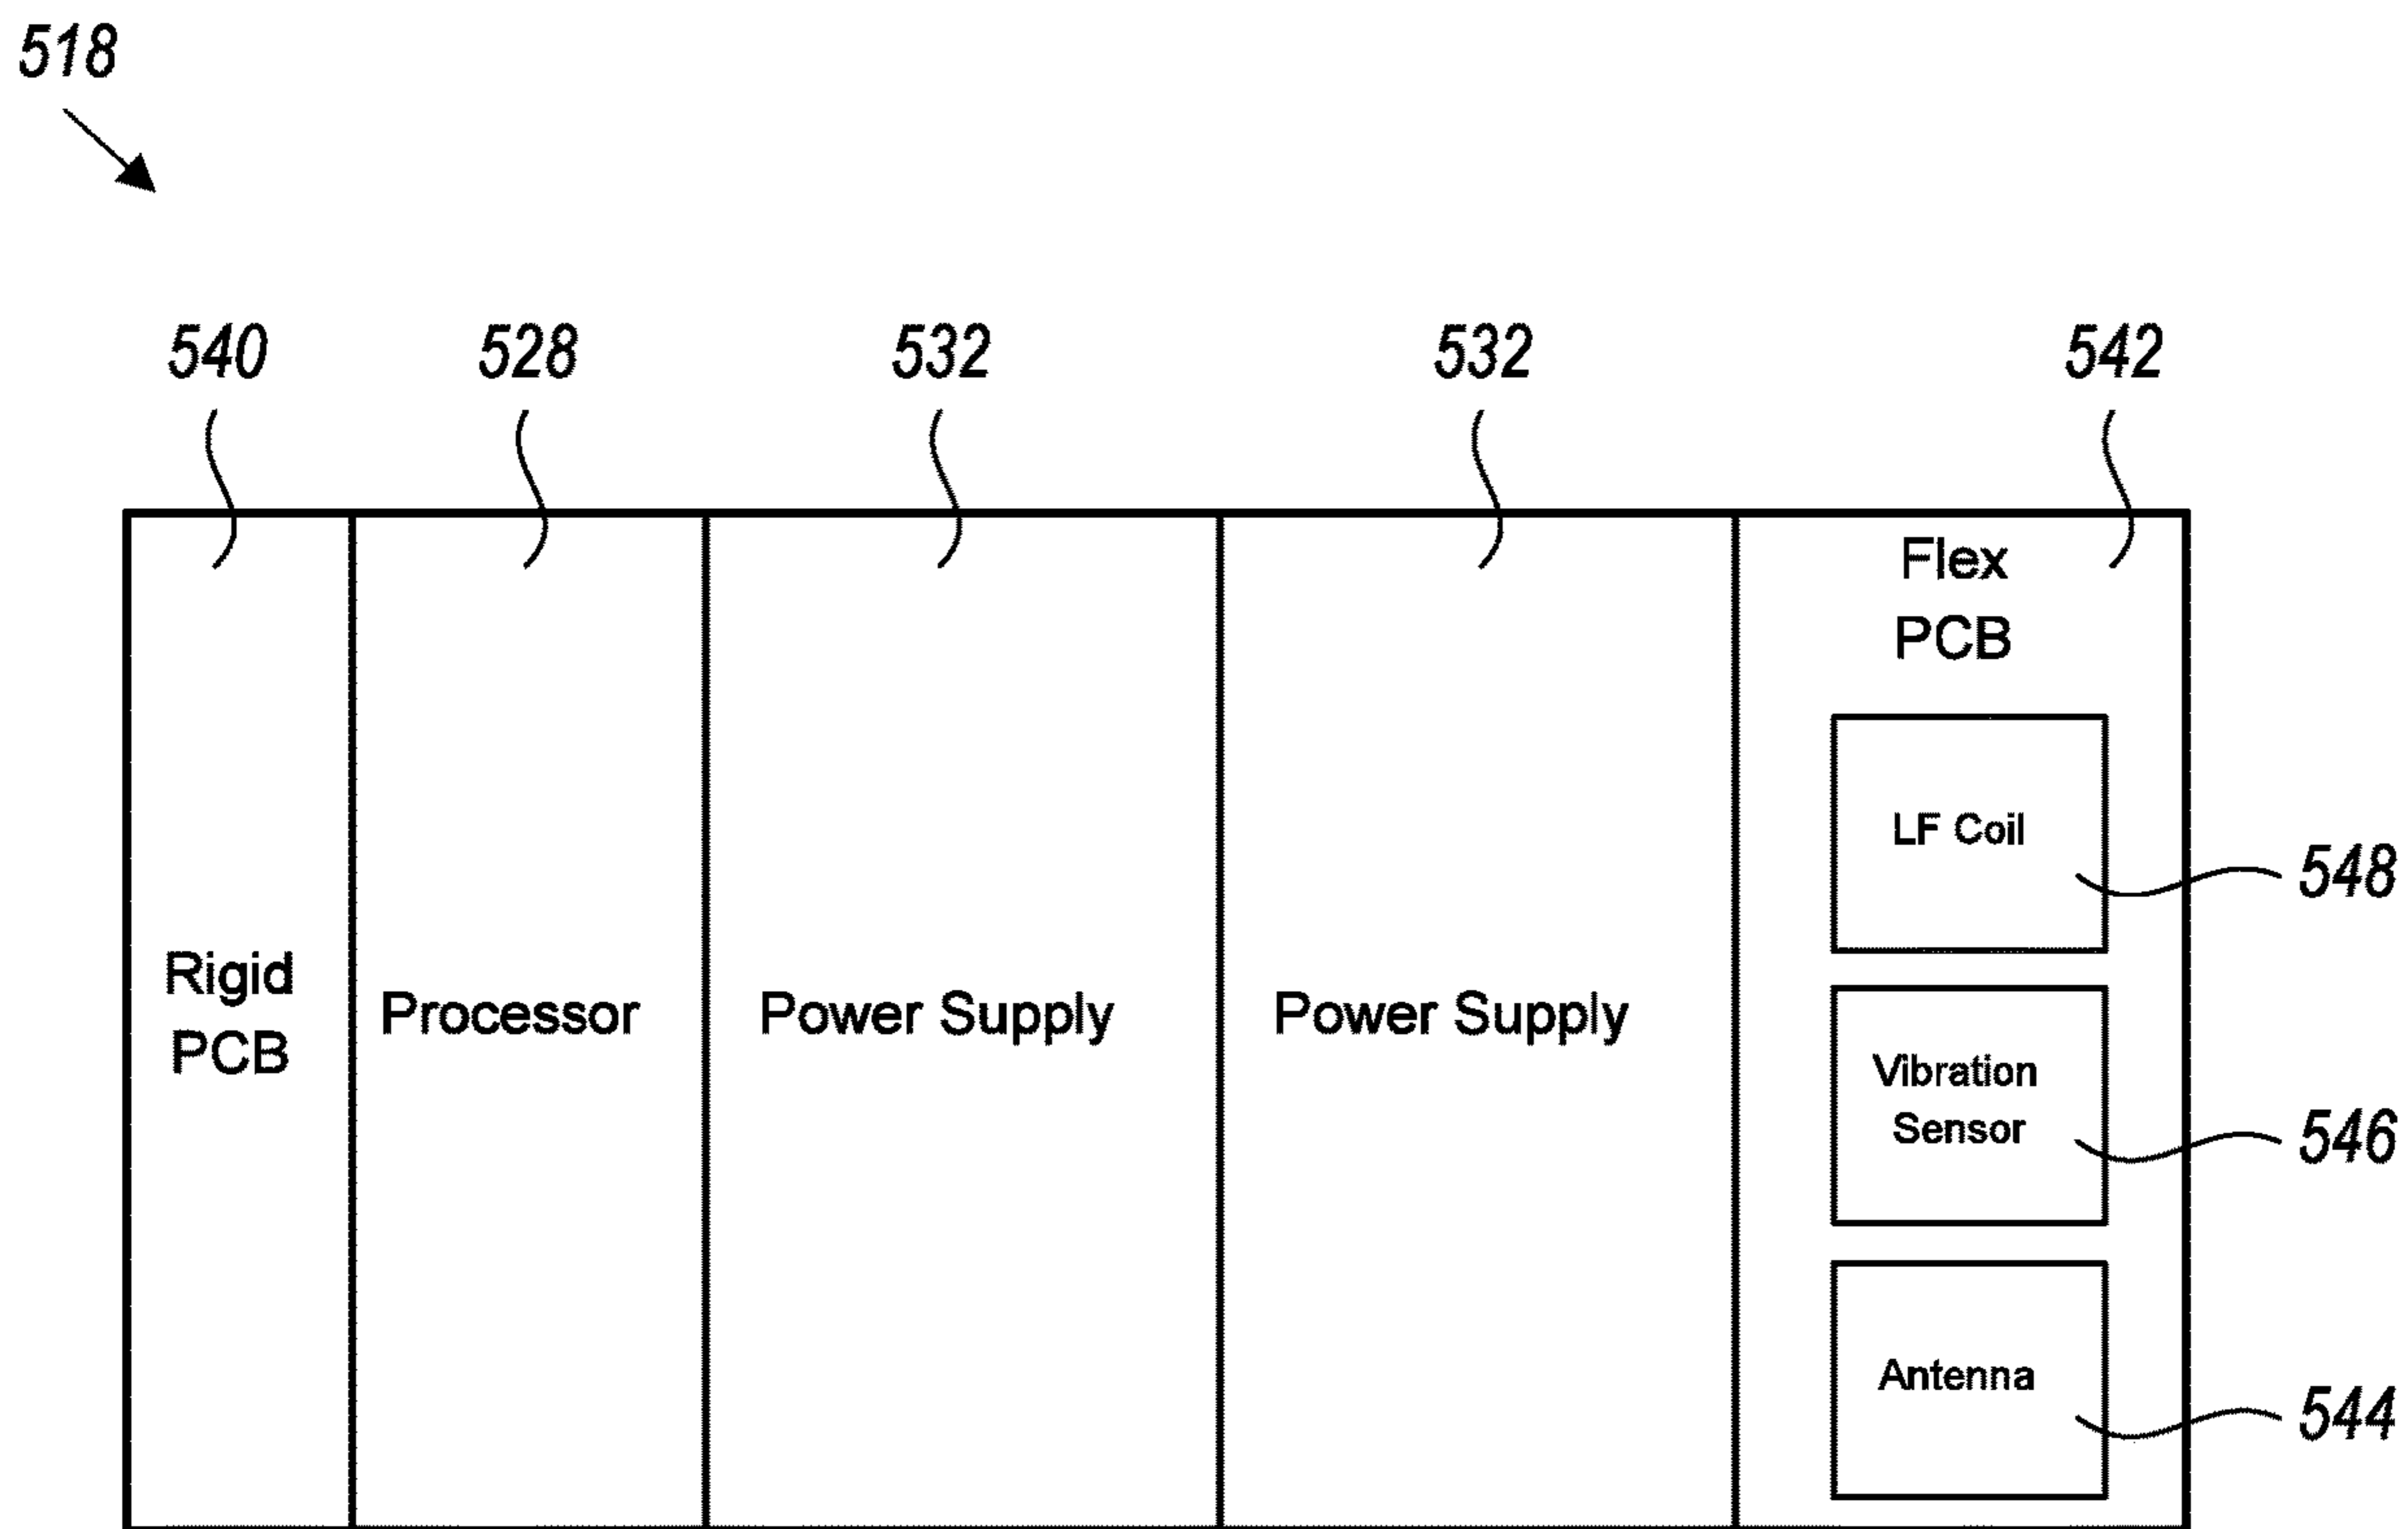 518
540
528
532
532
542
Flex
PCB
LF Coil
548
Rigid
PCB
Processor
Power Supply
Power Supply
Vibration
Sensor
546
Antenna
544